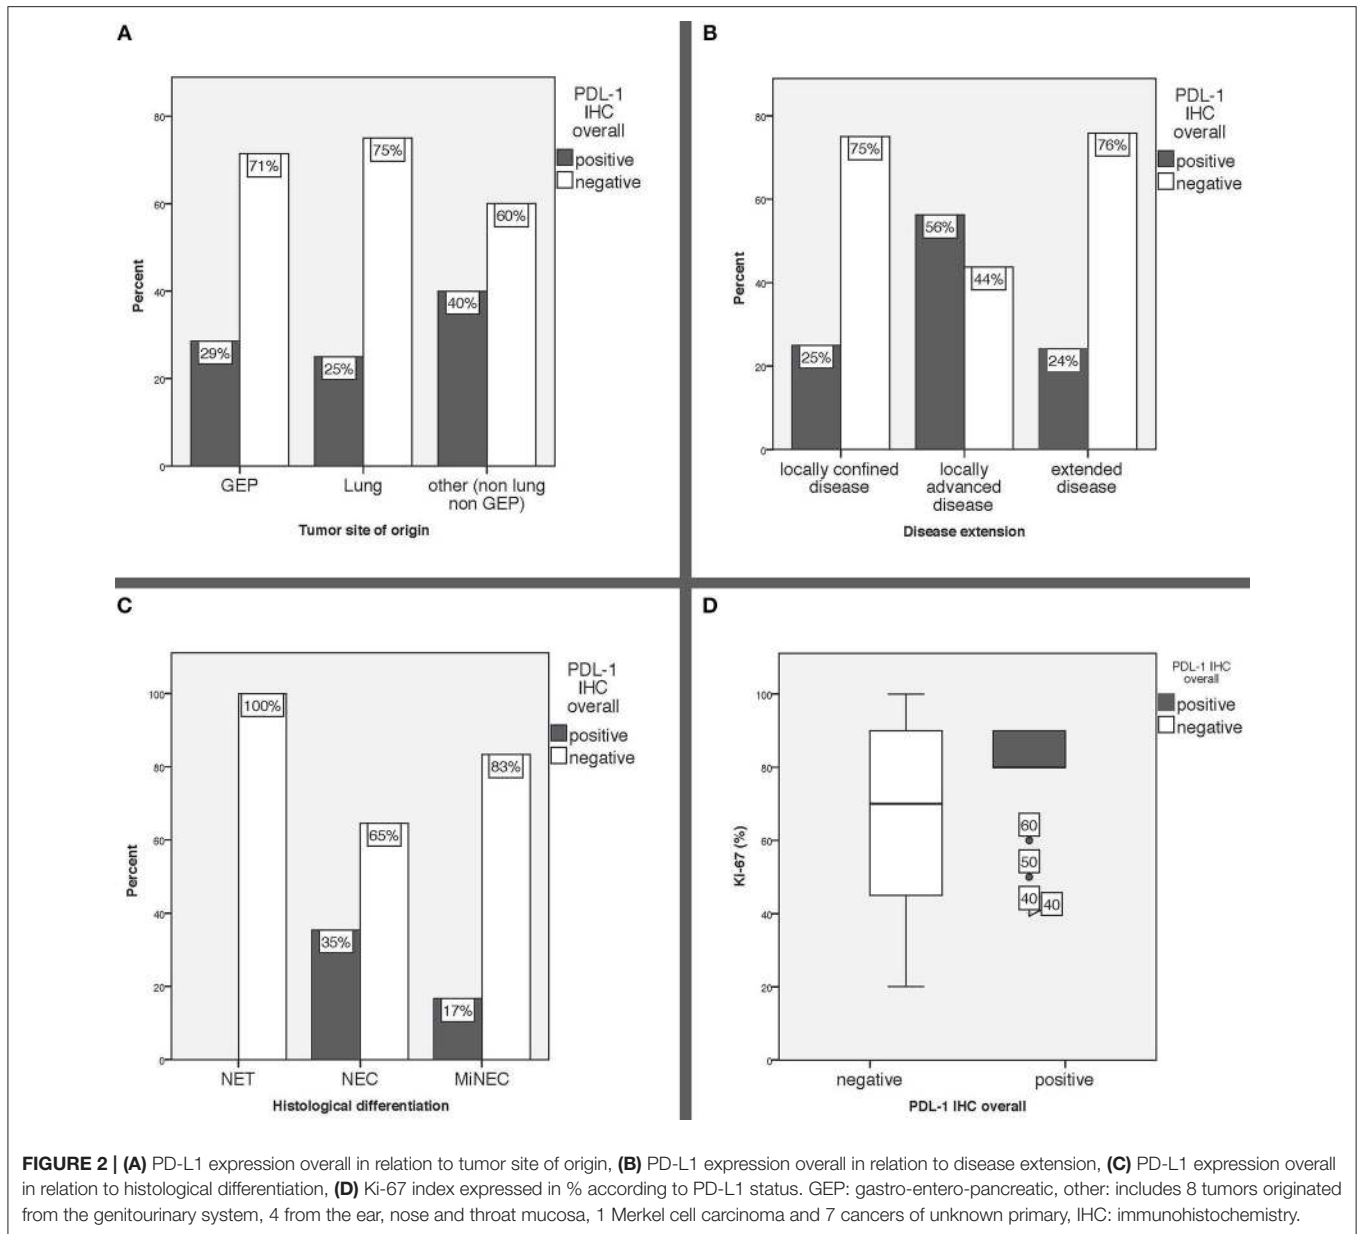 A
PDL-1
IHC
overall
positive
negative
80
60
40
20
0
Percent
29%
71%
25%
75%
40%
60%
GEP
Lung
other (non lung
non GEP)
Tumor site of origin
B
PDL-1
IHC
overall
positive
negative
80
60
40
20
0
Percent
25%
75%
56%
44%
24%
76%
locally confined
disease
locally
advanced
disease
extended
disease
Disease extension
C
PDL-1
IHC
overall
positive
negative
100
80
60
40
20
0
Percent
100%
35%
65%
17%
83%
NET
NEC
MiNEC
Histological differentiation
D
PDL-1 IHC
overall
positive
negative
100
80
60
40
20
0
Ki-67 (%)
60
50
40
40
negative
positive
PDL-1 IHC overall
FIGURE 2 | (A) PD-L1 expression overall in relation to tumor site of origin, (B) PD-L1 expression overall in relation to disease extension, (C) PD-L1 expression overall
in relation to histological differentiation, (D) Ki-67 index expressed in % according to PD-L1 status. GEP: gastro-entero-pancreatic, other: includes 8 tumors originated
from the genitourinary system, 4 from the ear, nose and throat mucosa, 1 Merkel cell carcinoma and 7 cancers of unknown primary, IHC: immunohistochemistry.